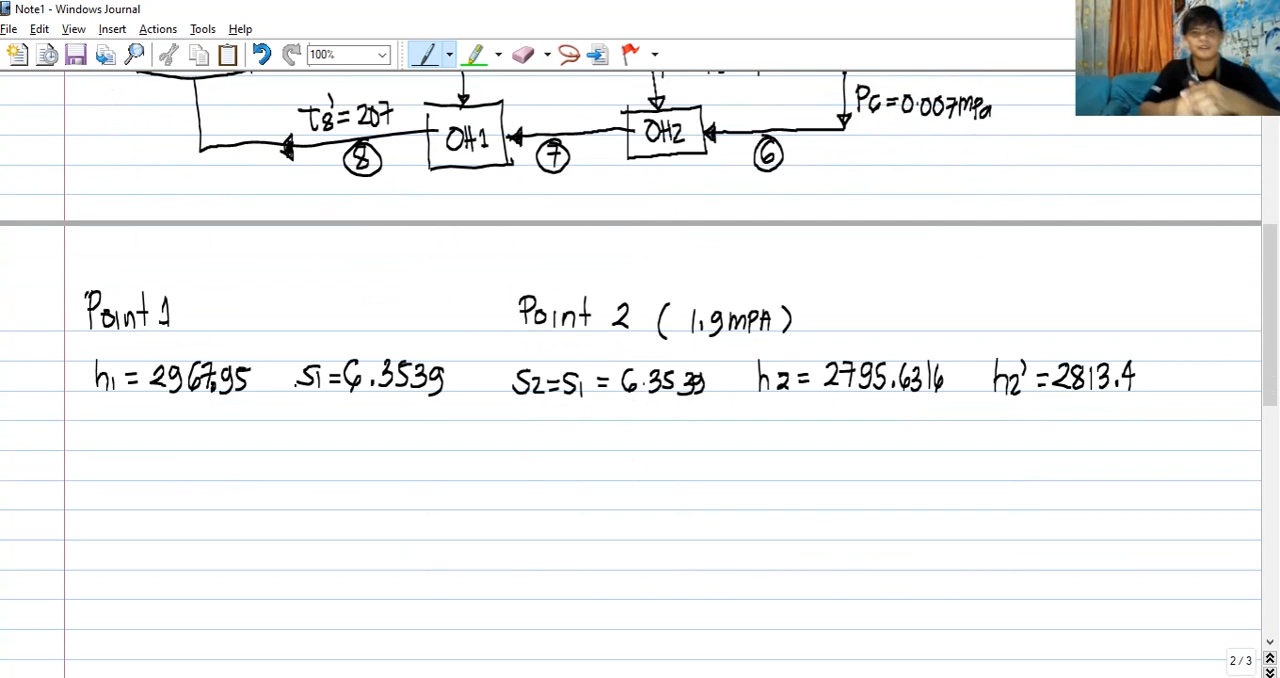 Note1 - Windows Journal
File Edit View Insert Actions Tools Help
100%
t8' = 207
Pc = 0.007mpa
OH1
OH2
8
7
6
Point 1
Point 2 ( 1.9mPA )
h1 = 2967.95 s1 = 6.3539 S2 = S1 = 6.3539 h2 = 2795.6316 h2' = 2813.4
2 / 3